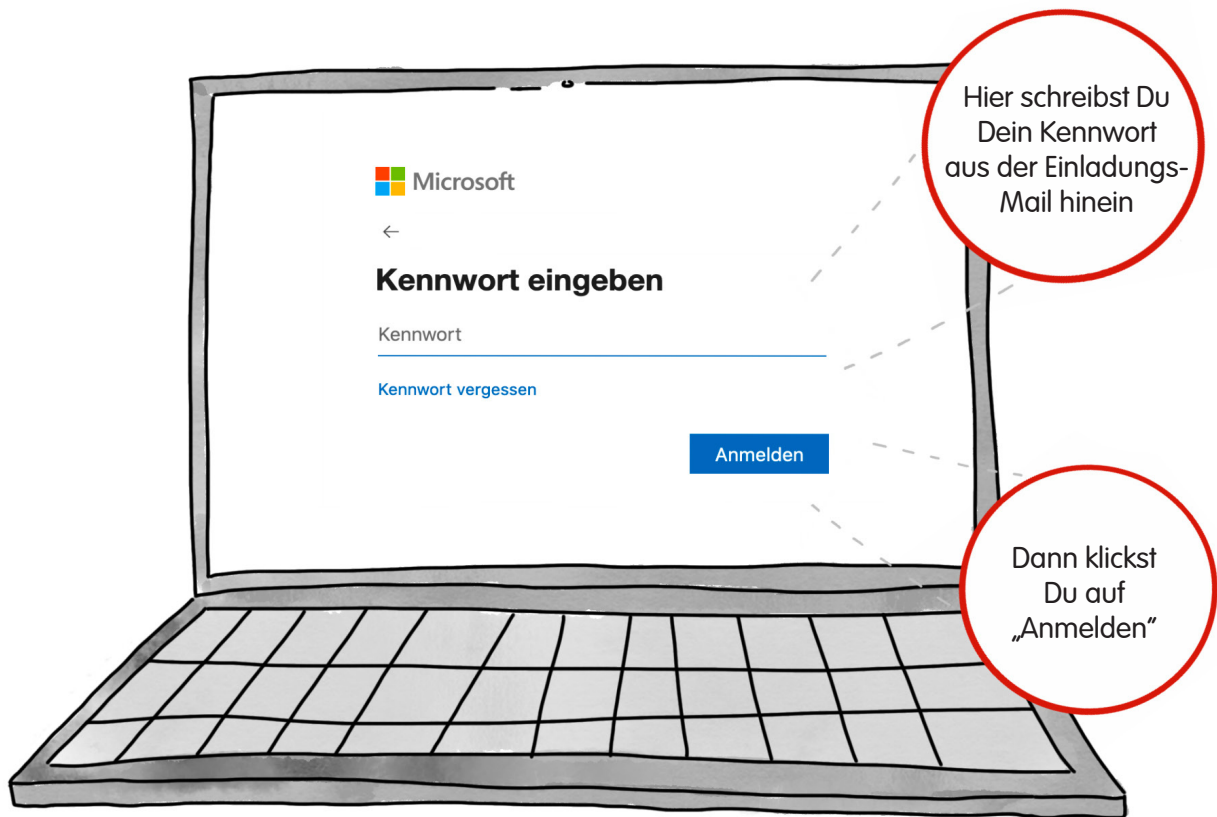 Microsoft
←
Kennwort eingeben
Kennwort
Kennwort vergessen
Anmelden
Hier schreibst Du
Dein Kennwort
aus der Einladungs-
Mail hinein
Dann klickst
Du auf
„Anmelden“